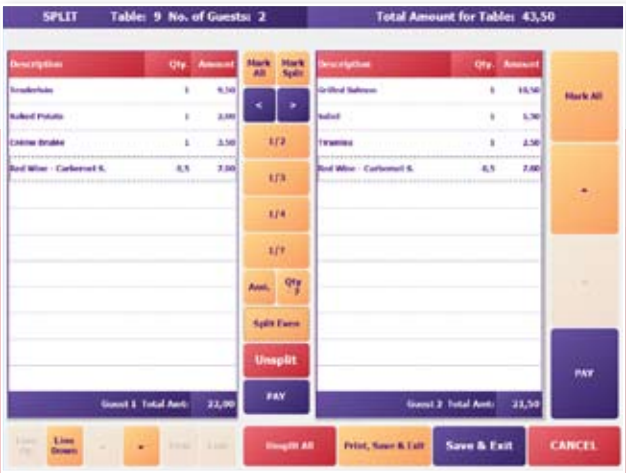 SPLIT Table: 9 No. of Guests: 2 Total Amount for Table: 43,50
Description Qty. Amount
Tenderloin 1 9,50
Baked Potato 1 2,00
Crème Brulée 1 3,50
Red Wine - Carbernet S. 0,5 7,00
Guest 1 Total Amt: 22,00
Mark All
Mark Split
<
>
1/2
1/3
1/4
1/?
Amt.
Qty ?
Split Even
Unsplit
PAY
Description Qty. Amount
Grilled Salmon 1 10,50
Salad 1
Tiramisu 1 2,50
Red Wine - Carbernet S. 0,5 7,00
Guest 2 Total Amt: 21,50
Mark All
PAY
Line Up
Line Down
Unsplit All
Print, Save & Exit
Save & Exit
CANCEL